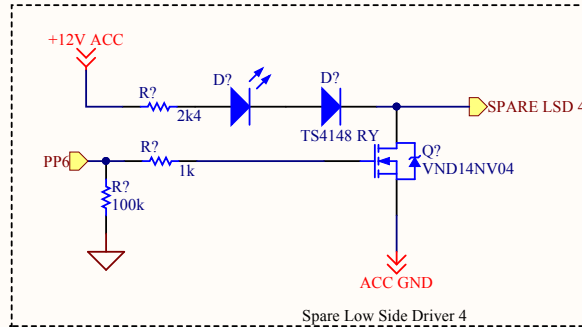 +12V ACC
D?
D?
R?
2k4
TS4148 RY
SPARE LSD 4
PP6
R?
1k
Q?
VND14NV04
R?
100k
ACC GND
Spare Low Side Driver 4